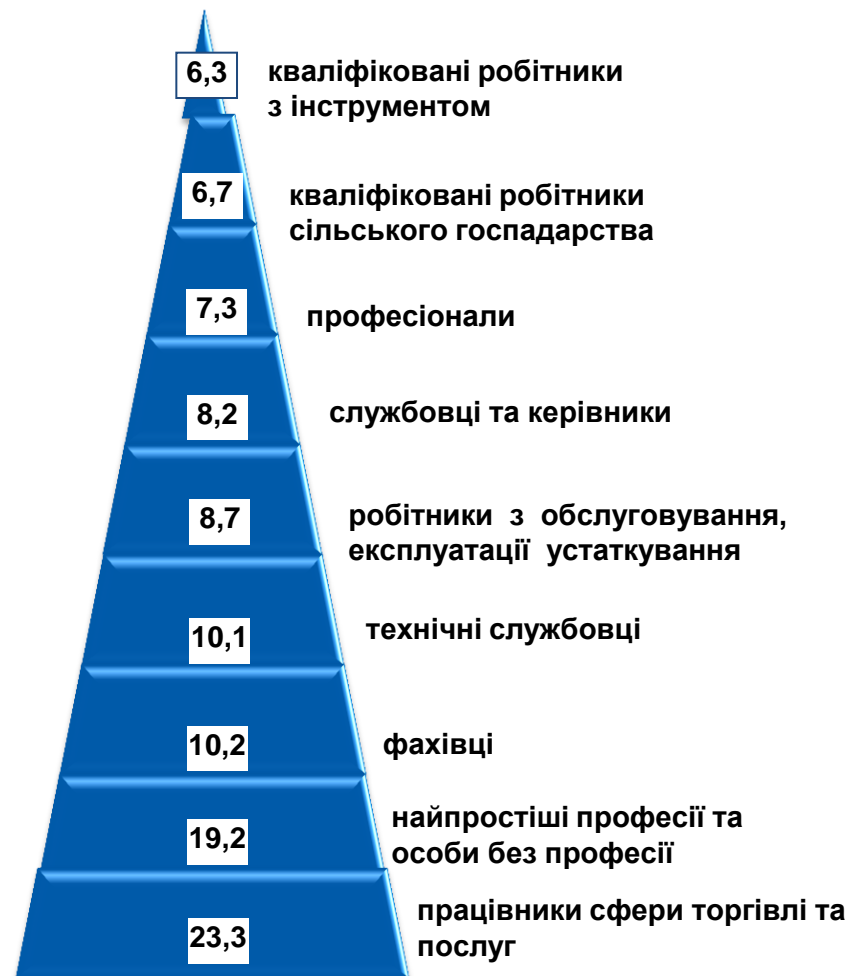 6,3
кваліфіковані робітники
з інструментом
6,7
кваліфіковані робітники
сільського госпадарства
7,3
професіонали
8,2
службовці та керівники
8,7
робітники з обслуговування,
експлуатації устаткування
10,1
технічні службовці
10,2
фахівці
19,2
найпростіші професії та
особи без професії
23,3
працівники сфери торгівлі та
послуг